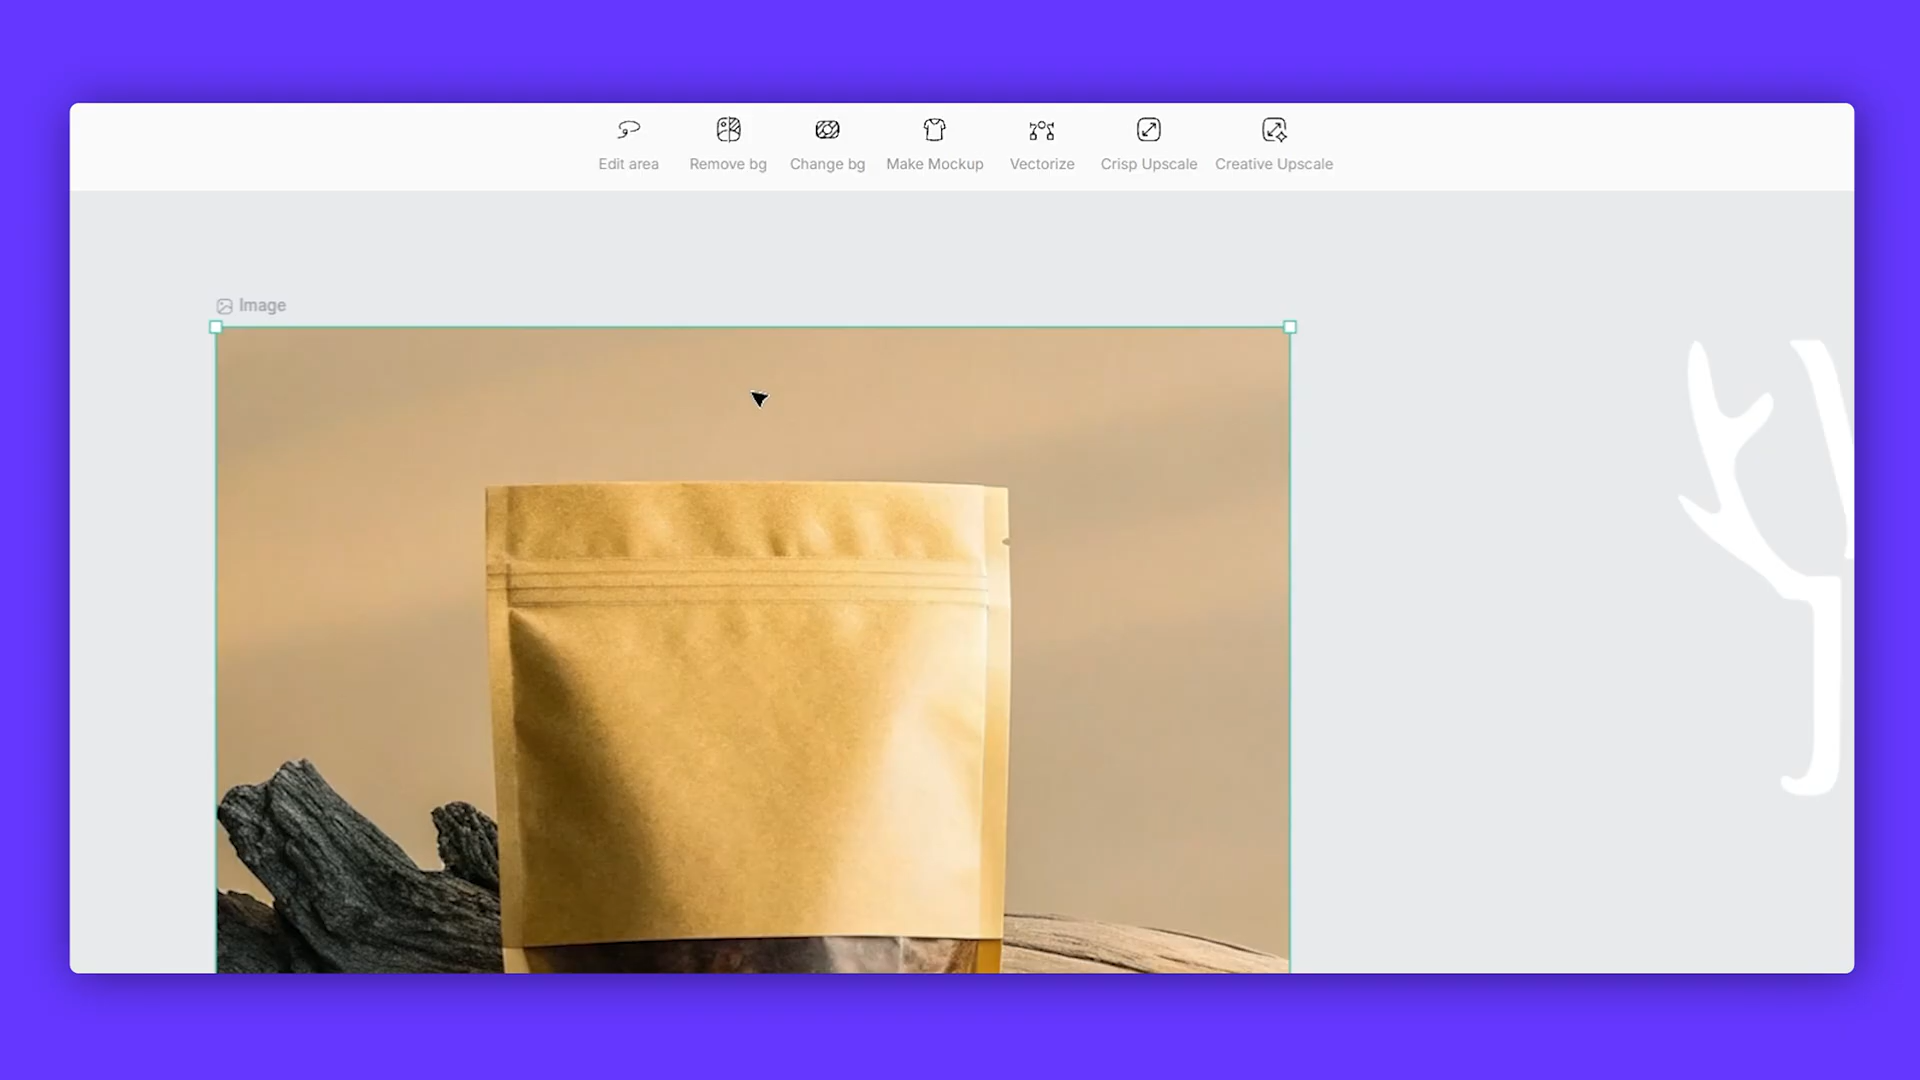 Edit area
Remove bg
Change bg
Make Mockup
Vectorize
Crisp Upscale
Creative Upscale
Image